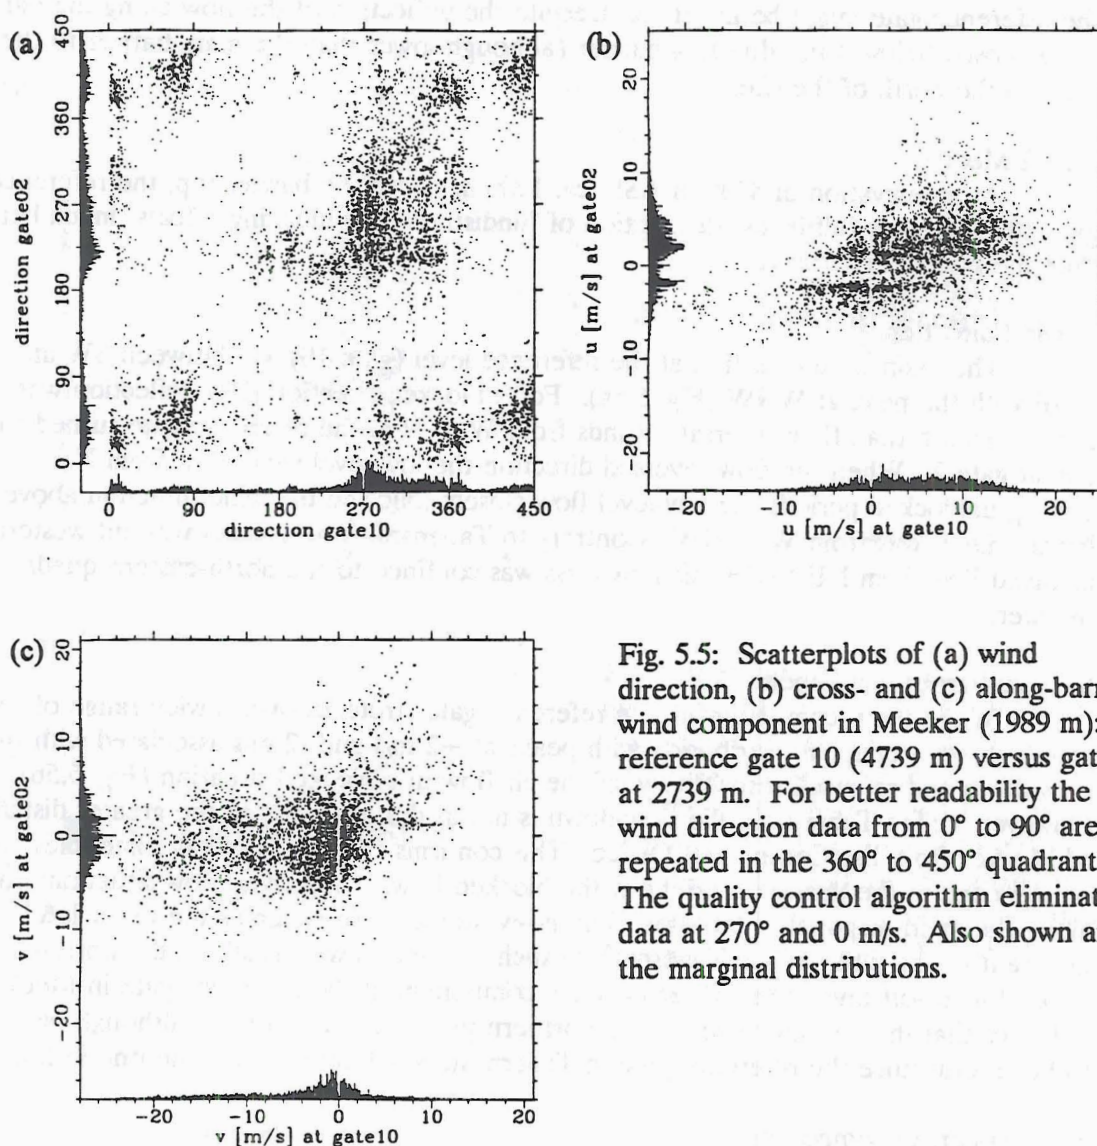 (a)
450
360
270
180
90
0
direction gate02
0 90 180 270 360 450
direction gate10
(b)
20
10
0
-10
-20
u [m/s] at gate02
-20 -10 0 10 20
u [m/s] at gate10
(c)
20
10
0
-10
-20
v [m/s] at gate02
-20 -10 0 10 20
v [m/s] at gate10
Fig. 5.5: Scatterplots of (a) wind
direction, (b) cross- and (c) along-barr
wind component in Meeker (1989 m):
reference gate 10 (4739 m) versus gat
at 2739 m. For better readability the
wind direction data from 0° to 90° are
repeated in the 360° to 450° quadrant.
The quality control algorithm eliminat
data at 270° and 0 m/s. Also shown a
the marginal distributions.